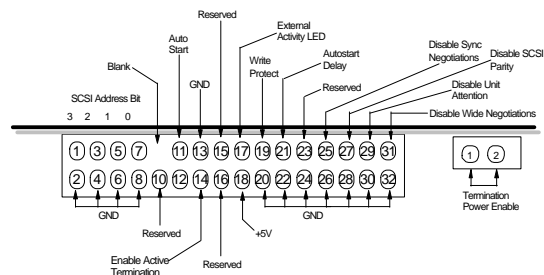 Reserved
External
Activity LED
Auto
Start
Write
Protect
Autostart
Delay
Disable Sync
Negotiations
Disable SCSI
Parity
Blank
GND
Reserved
Disable Unit
Attention
SCSI Address Bit
3 2 1 0
Disable Wide Negotiations
1 3 5 7 11 13 15 17 19 21 23 25 27 29 31
2 4 6 8 10 12 14 16 18 20 22 24 26 28 30 32
1 2
GND
GND
Termination
Power Enable
Reserved
+5V
Enable Active
Termination
Reserved